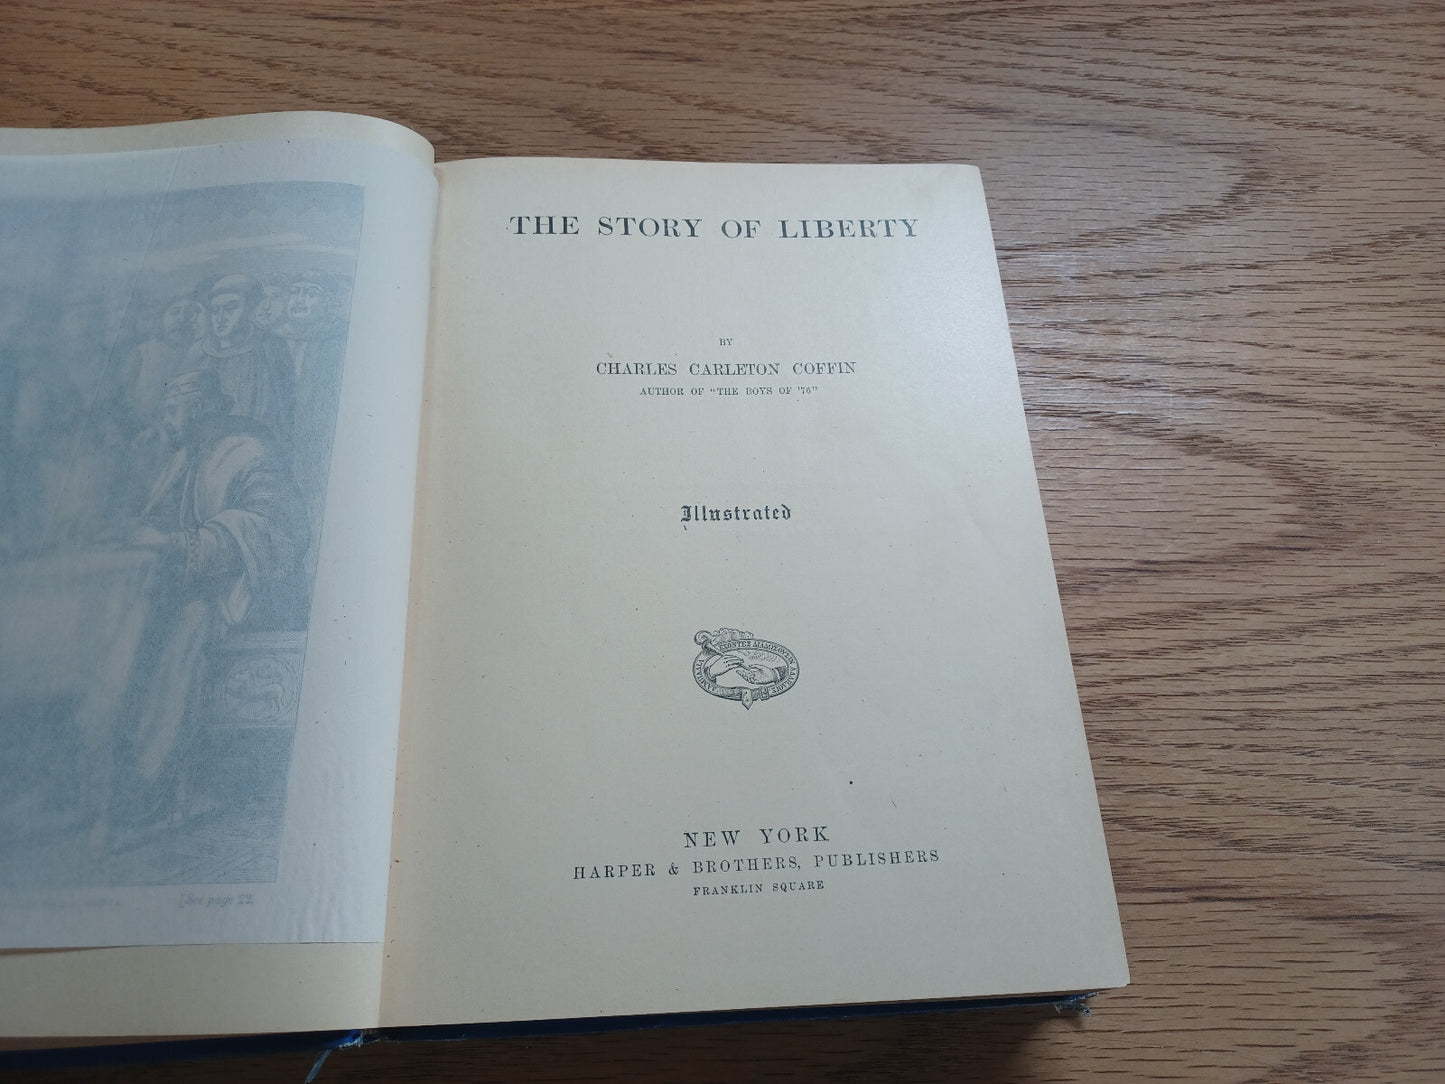 THE STORY OF LIBERTY
BY
CHARLES CARLETON COFFIN
AUTHOR OF "THE BOYS OF '76"
Illustrated
NEW YORK
HARPER & BROTHERS, PUBLISHERS
FRANKLIN SQUARE
[See page 22.